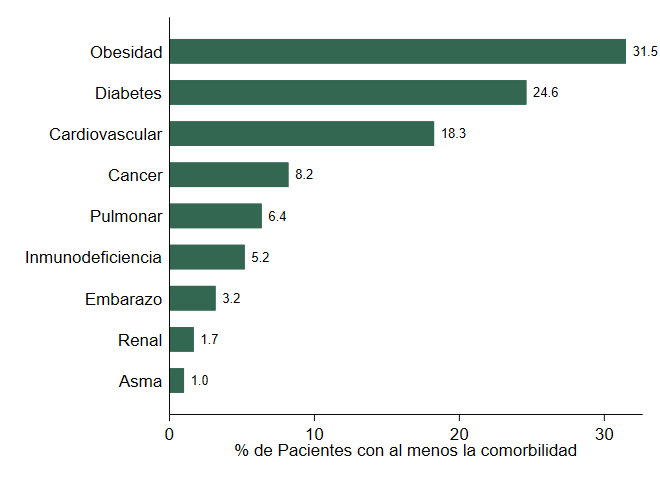 Obesidad 31.5
Diabetes 24.6
Cardiovascular 18.3
Cancer 8.2
Pulmonar 6.4
Inmunodeficiencia 5.2
Embarazo 3.2
Renal 1.7
Asma 1.0
0 10 20 30
% de Pacientes con al menos la comorbilidad